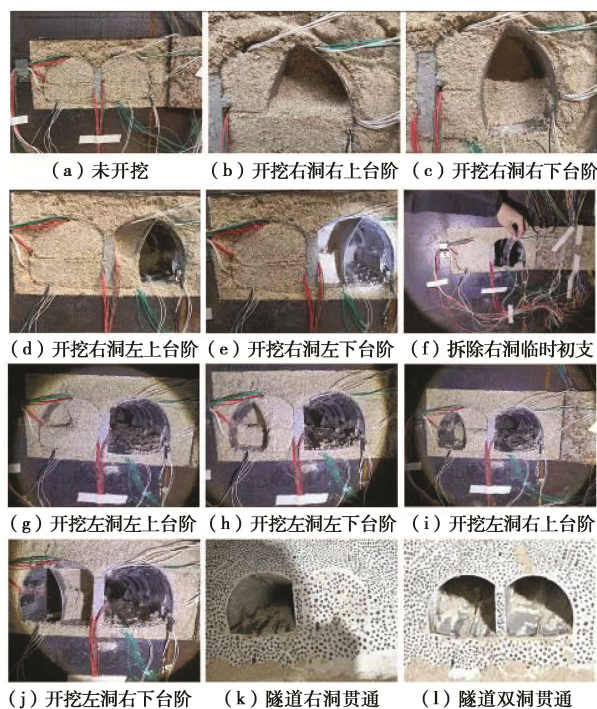 (a)未开挖
(b)开挖右洞右上台阶
(c)开挖右洞右下台阶
(d)开挖右洞左上台阶
(e)开挖右洞左下台阶
(f)拆除右洞临时初支
(g)开挖左洞左上台阶
(h)开挖左洞左下台阶
(i)开挖左洞右上台阶
(j)开挖左洞右下台阶
(k)隧道右洞贯通
(l)隧道双洞贯通